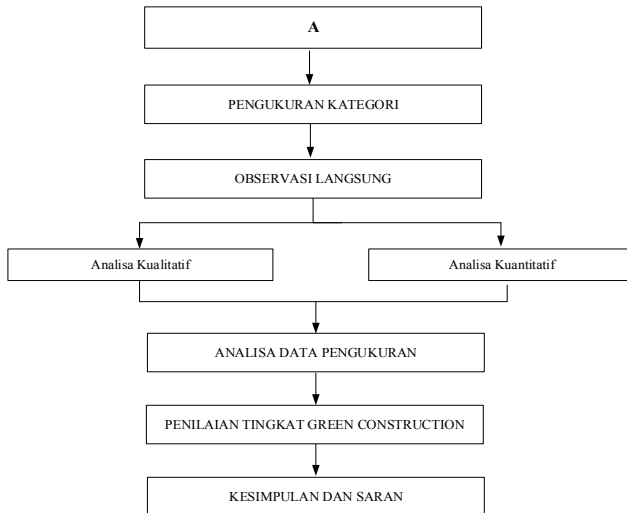 A
PENGUKURAN KATEGORI
OBSERVASI LANGSUNG
Analisa Kualitatif
Analisa Kuantitatif
ANALISA DATA PENGUKURAN
PENILAIAN TINGKAT GREEN CONSTRUCTION
KESIMPULAN DAN SARAN